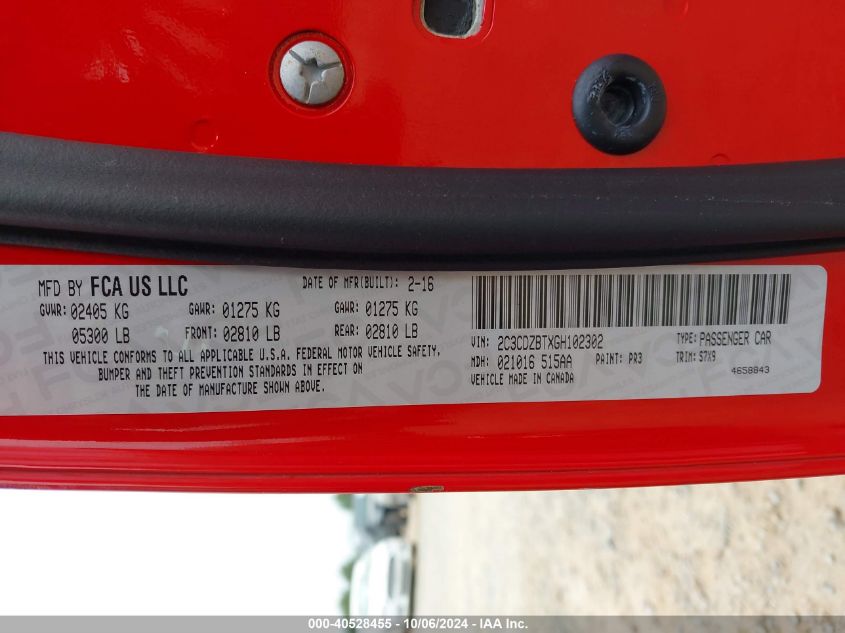 MFD BY FCA US LLC DATE OF MFR(BUILT): 2-16
GVWR: 02405 KG GAWR: 01275 KG GAWR: 01275 KG
05300 LB FRONT: 02810 LB REAR: 02810 LB
THIS VEHICLE CONFORMS TO ALL APPLICABLE U.S.A. FEDERAL MOTOR VEHICLE SAFETY,
BUMPER AND THEFT PREVENTION STANDARDS IN EFFECT ON
THE DATE OF MANUFACTURE SHOWN ABOVE.
VIN: 2C3CDZBTXGH102302 TYPE: PASSENGER CAR
MDH: 021016 515AA PAINT: PR3 TRIM: S7X9
VEHICLE MADE IN CANADA 4658843
000-40528455 - 10/06/2024 - IAA Inc.